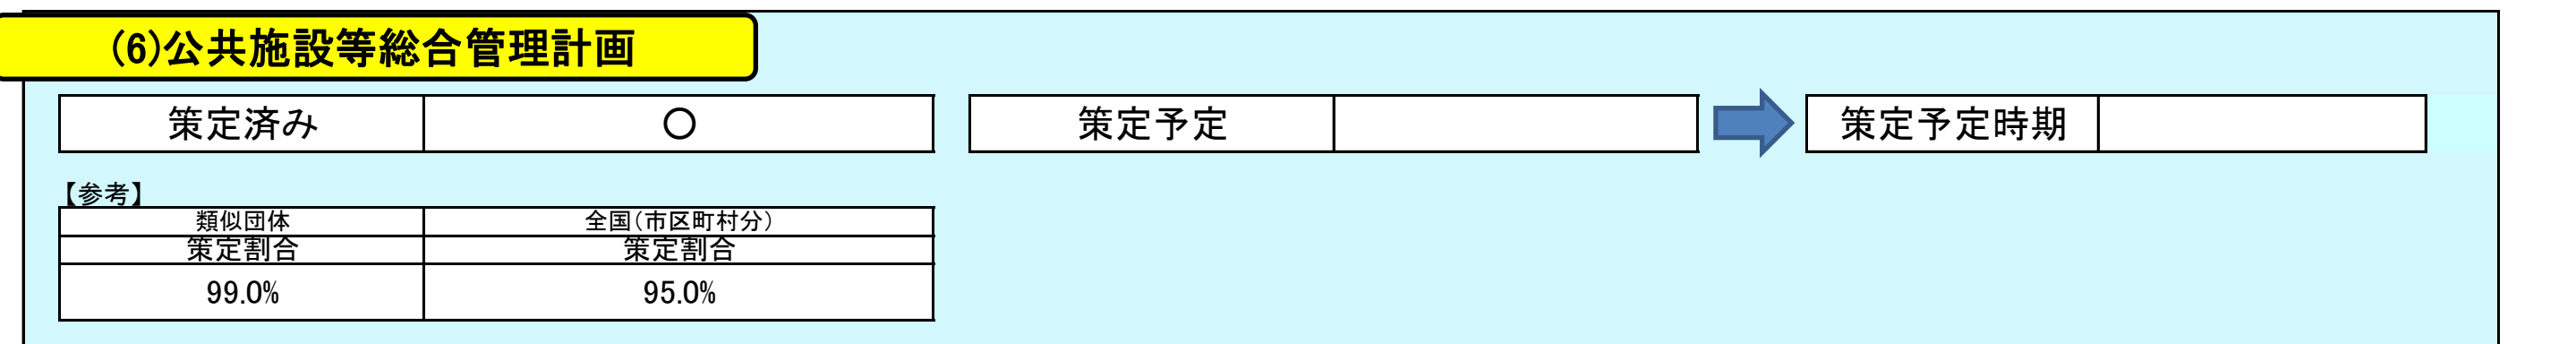 (6)公共施設等総合管理計画
策定済み ○ 策定予定 策定予定時期
【参考】
類似団体 全国(市区町村分)
策定割合 策定割合
99.0% 95.0%